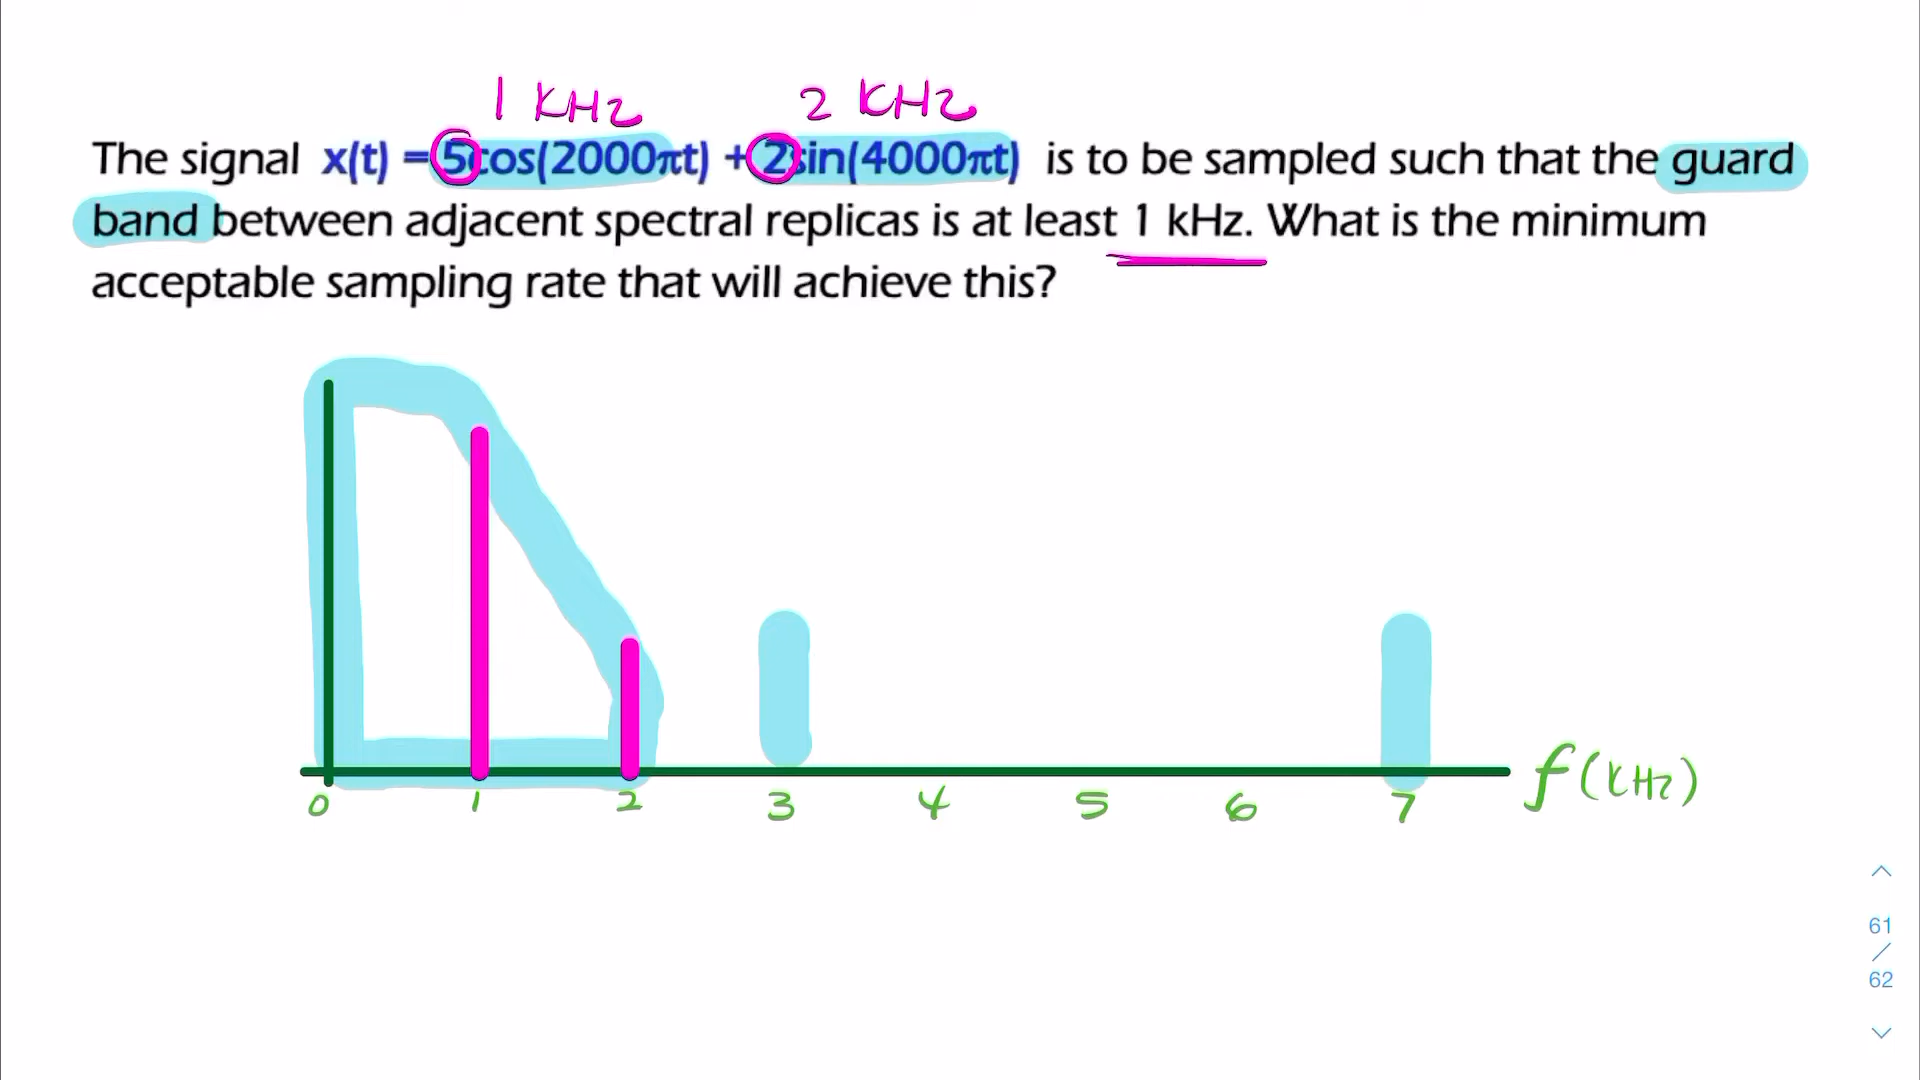 1 KHz 2 KHz
The signal x(t) = 5cos(2000πt) + 2sin(4000πt) is to be sampled such that the guard
band between adjacent spectral replicas is at least 1 kHz. What is the minimum
acceptable sampling rate that will achieve this?
0 1 2 3 4 5 6 7 f(KHz)
61
/
62